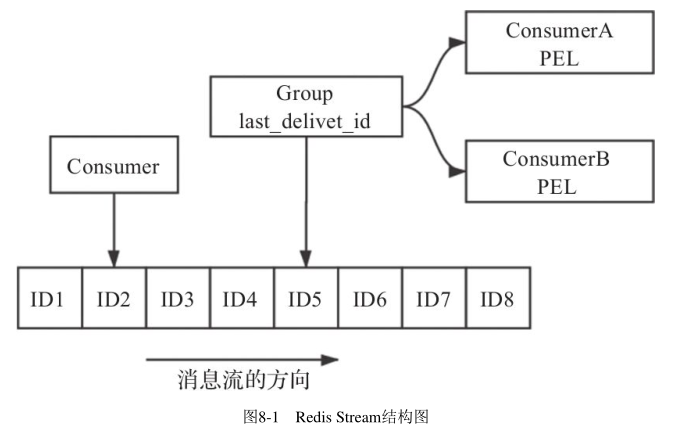 ConsumerA
PEL
Group
last_delivet_id
ConsumerB
PEL
Consumer
ID1 ID2 ID3 ID4 ID5 ID6 ID7 ID8
消息流的方向
图8-1 Redis Stream结构图